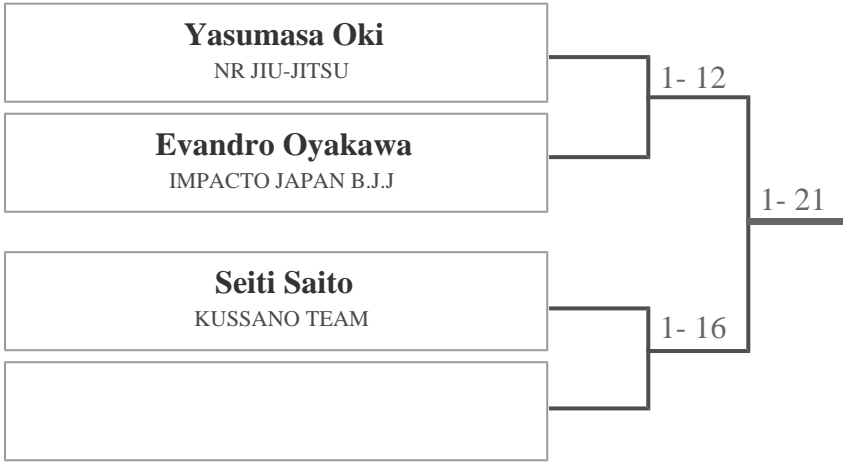 Yasumasa Oki
NR JIU-JITSU
1- 12
Evandro Oyakawa
IMPACTO JAPAN B.J.J
1- 21
Seiti Saito
KUSSANO TEAM
1- 16